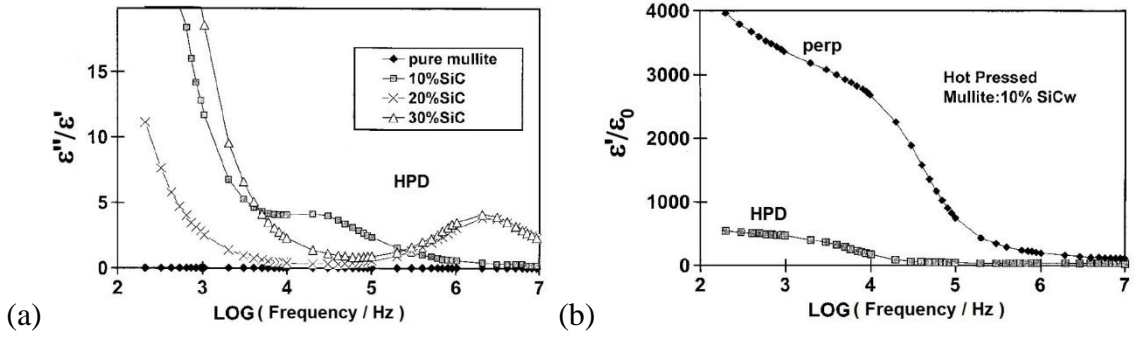 (a)
ε''/ε'
15
10
5
0
2 3 4 5 6 7
LOG ( Frequency / Hz )
pure mullite
10%SiC
20%SiC
30%SiC
HPD
(b)
ε'/ε0
4000
3000
2000
1000
0
2 3 4 5 6 7
LOG ( Frequency / Hz )
perp
Hot Pressed
Mullite:10% SiCw
HPD